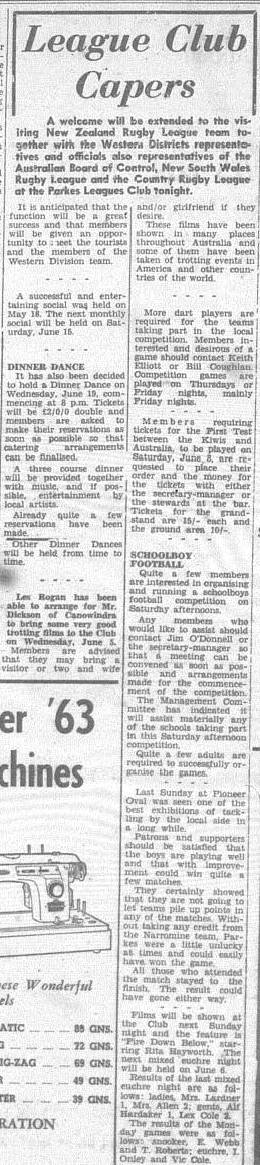 League Club
Capers
A welcome will be extended to the vis-
iting New Zealand Rugby League team to-
gether with the Western Districts representa-
tives and officials also representatives of the
Australian Board of Control, New South Wales
Rugby League and the Country Rugby League
at the Parkes Leagues Club tonight.
It is anticipated that the
function will be a great
success and that members
will be given an oppor-
tunity to meet the tourists
and the members of the
Western Division team.
- - - -
A successful and enter-
taining social was held on
May 18. The next monthly
social will be held on Sat-
urday, June 15.
DINNER DANCE
It has also been decided
to hold a Dinner Dance on
Wednesday, June 19, com-
mencing at 8 p.m. Tickets
will be £2/0/0 double and
members are asked to
make their reservations as
soon as possible so that
catering arrangements
can be finalised.
A three course dinner
will be provided together
with music, and if pos-
sible, entertainment by
local artists.
Already quite a few
reservations have been
made.
Other Dinner Dances
will be held from time to
time.
- - - -
Les Hogan has been
able to arrange for Mr.
Dickson of Canowindra
to bring some very good
trotting films to the Club
on Wednesday, June 5.
Members are advised
that they may bring a
visitor or two and wife
and/or girlfriend if they
desire.
These films have been
shown in many places
throughout Australia and
some of them have been
taken of trotting events in
America and other coun-
tries of the world.
- - - -
More dart players are
required for the teams
taking part in the local
competition. Members in-
terested and desirous of a
game should contact Keith
Elliott or Bill Coughlan.
Competition games are
played on Thursdays or
Friday nights, mainly
Friday nights.
- - - -
Members requiring
tickets for the First Test
between the Kiwis and
Australia, to be played on
Saturday, June 8, are re-
quested to place their
order and the money for
the tickets with either
the secretary-manager or
the stewards at the bar.
Tickets for the grand-
stand are 15/- each and
the ground area 10/-.
- - - -
SCHOOLBOY
FOOTBALL
Quite a few members
are interested in organising
and running a schoolboys
football competition on
Saturday afternoons.
Any members who
would like to assist should
contact Jim O'Donnell or
the secretary-manager so
that a meeting can be
convened as soon as pos-
sible and arrangements
made for the commence-
ment of the competition.
The Management Com-
mittee has indicated it
will assist materially any
of the schools taking part
in this Saturday afternoon
competition.
Quite a few adults are
required to successfully or-
ganise the games.
- - - -
Last Sunday at Pioneer
Oval was seen one of the
best exhibitions of tack-
ling by the local side in
a long while.
Patrons and supporters
should be satisfied that
the boys are playing well
and that with improve-
ment could win quite a
few matches.
They certainly showed
that they are not going to
let teams pile up points in
any of the matches. With-
out taking any credit from
the Narromine team, Par-
kes were a little unlucky
at times and could easily
have won the game.
All those who attended
the match stayed to the
finish. The result could
have gone either way.
- - - -
Films will be shown at
the Club next Sunday
night and the feature is
"Fire Down Below," star-
ring Rita Hayworth. The
next mixed euchre night
will be held on June 6.
Results of the last mixed
euchre night are as fol-
lows: ladies, Mrs. Lardner
1, Mrs. Allen 2; gents, Alf
Hardaker 1, Lex Cole 2.
The results of the Mon-
day games were as fol-
lows: snooker, E. Webb
and T. Roberts; euchre, I.
Onley and Vic Cole.
er '63
chines
ese Wonderful
els
ATIC 88 GNS.
G 72 GNS.
IG-ZAG 69 GNS.
R 49 GNS.
TER 39 GNS.
RATION